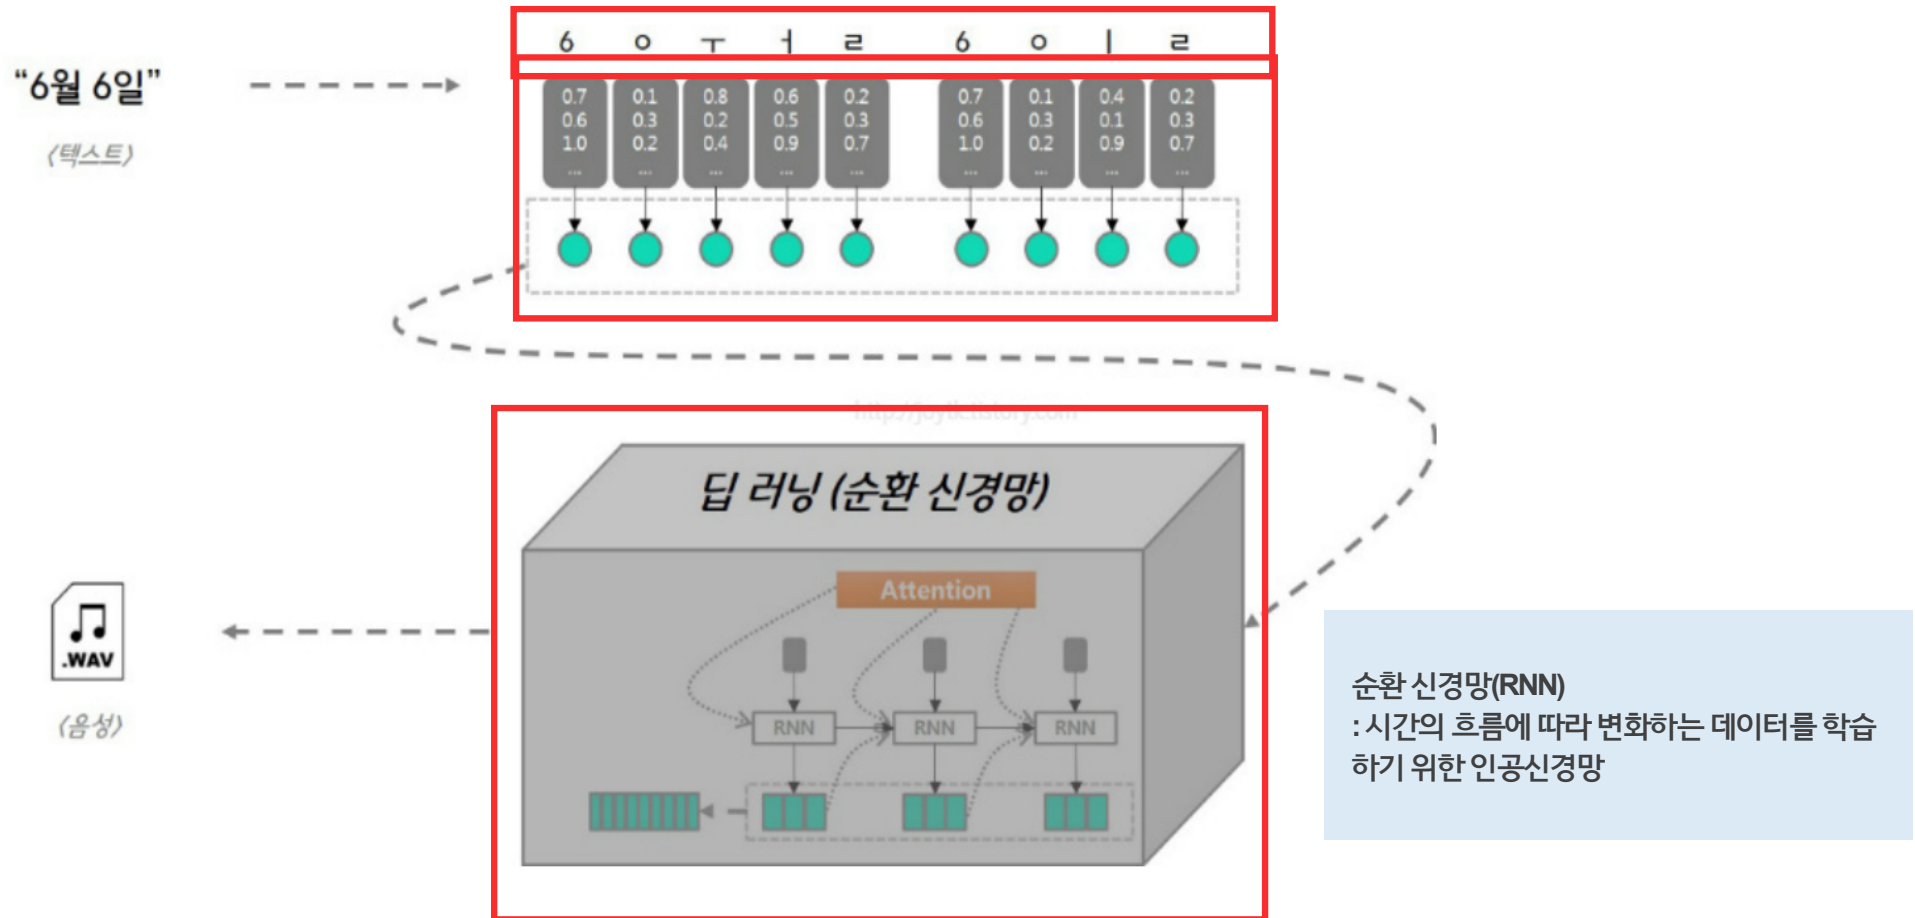 6 ㅇ ㅜ ㅓ ㄹ 6 ㅇ ㅣ ㄹ
“6월 6일”
〈텍스트〉
0.7 0.1 0.8 0.6 0.2 0.7 0.1 0.4 0.2
0.6 0.3 0.2 0.5 0.3 0.6 0.3 0.1 0.3
1.0 0.2 0.4 0.9 0.7 1.0 0.2 0.9 0.7
... ... ... ... ... ... ... ... ...
딥 러닝 (순환 신경망)
Attention
RNN RNN RNN
.WAV
〈음성〉
순환 신경망(RNN)
: 시간의 흐름에 따라 변화하는 데이터를 학습
하기 위한 인공신경망